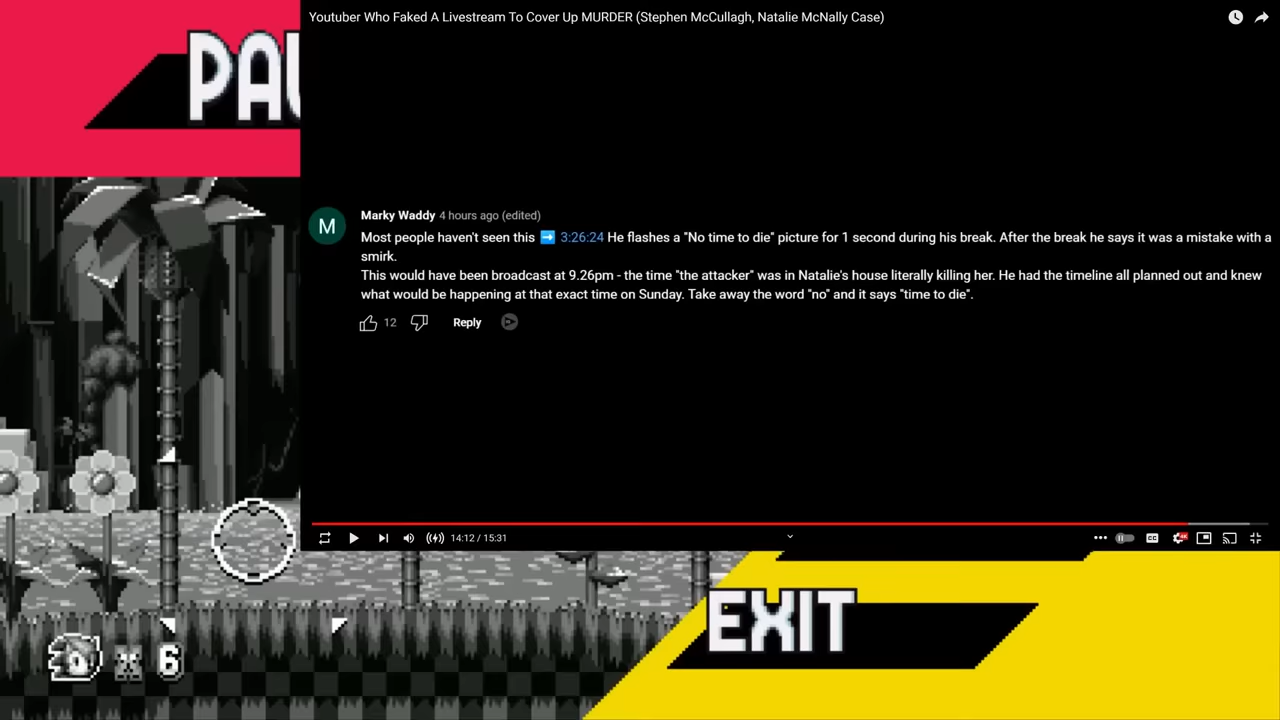 Youtuber Who Faked A Livestream To Cover Up MURDER (Stephen McCullagh, Natalie McNally Case)
M
Marky Waddy 4 hours ago (edited)
Most people haven't seen this ➡ 3:26:24 He flashes a "No time to die" picture for 1 second during his break. After the break he says it was a mistake with a
smirk.
This would have been broadcast at 9.26pm - the time "the attacker" was in Natalie's house literally killing her. He had the timeline all planned out and knew
what would be happening at that exact time on Sunday. Take away the word "no" and it says "time to die".
12 Reply
14:12 / 15:31
CC
EXIT
x 6